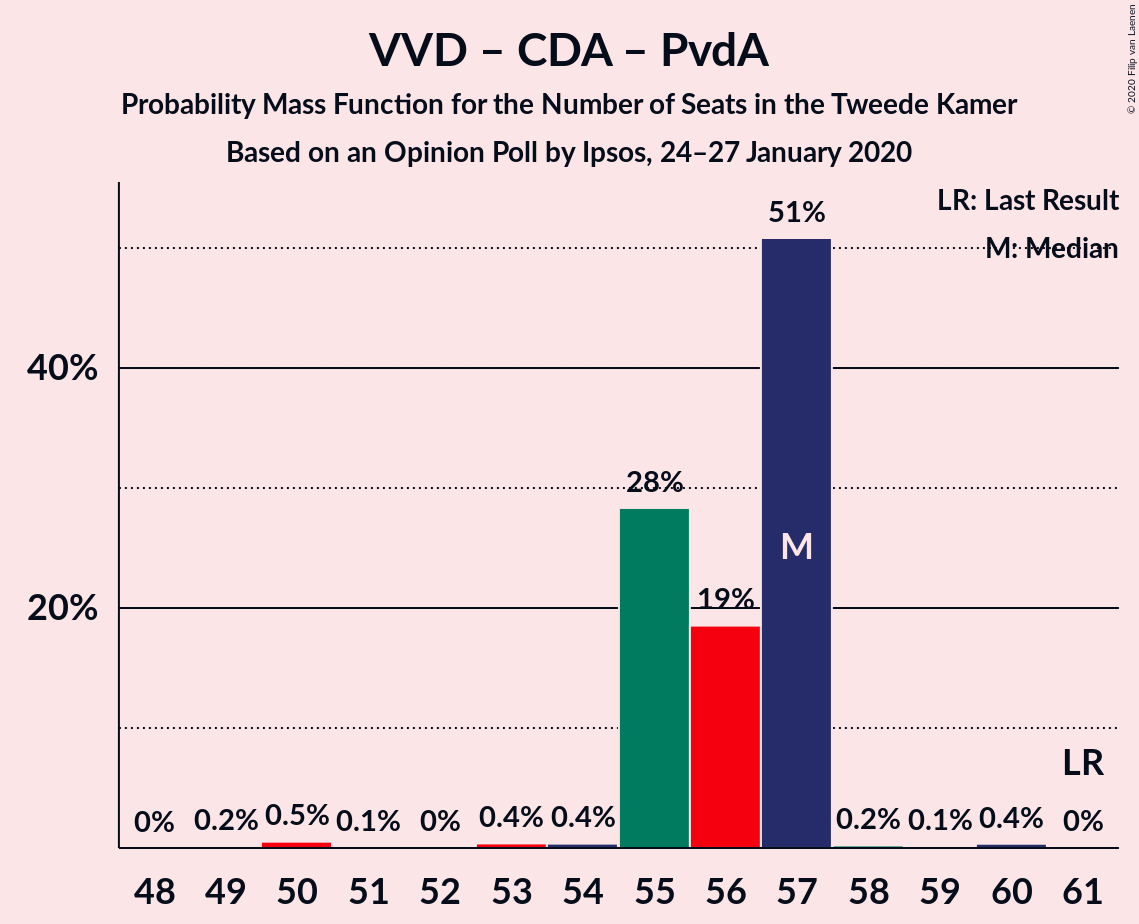 VVD – CDA – PvdA
Probability Mass Function for the Number of Seats in the Tweede Kamer
Based on an Opinion Poll by Ipsos, 24–27 January 2020
© 2020 Filip van Laenen
LR: Last Result
M: Median
51%
40%
28%
M
20%
19%
LR
0% 0.2% 0.5% 0.1% 0% 0.4% 0.4% 0.2% 0.1% 0.4% 0%
48 49 50 51 52 53 54 55 56 57 58 59 60 61